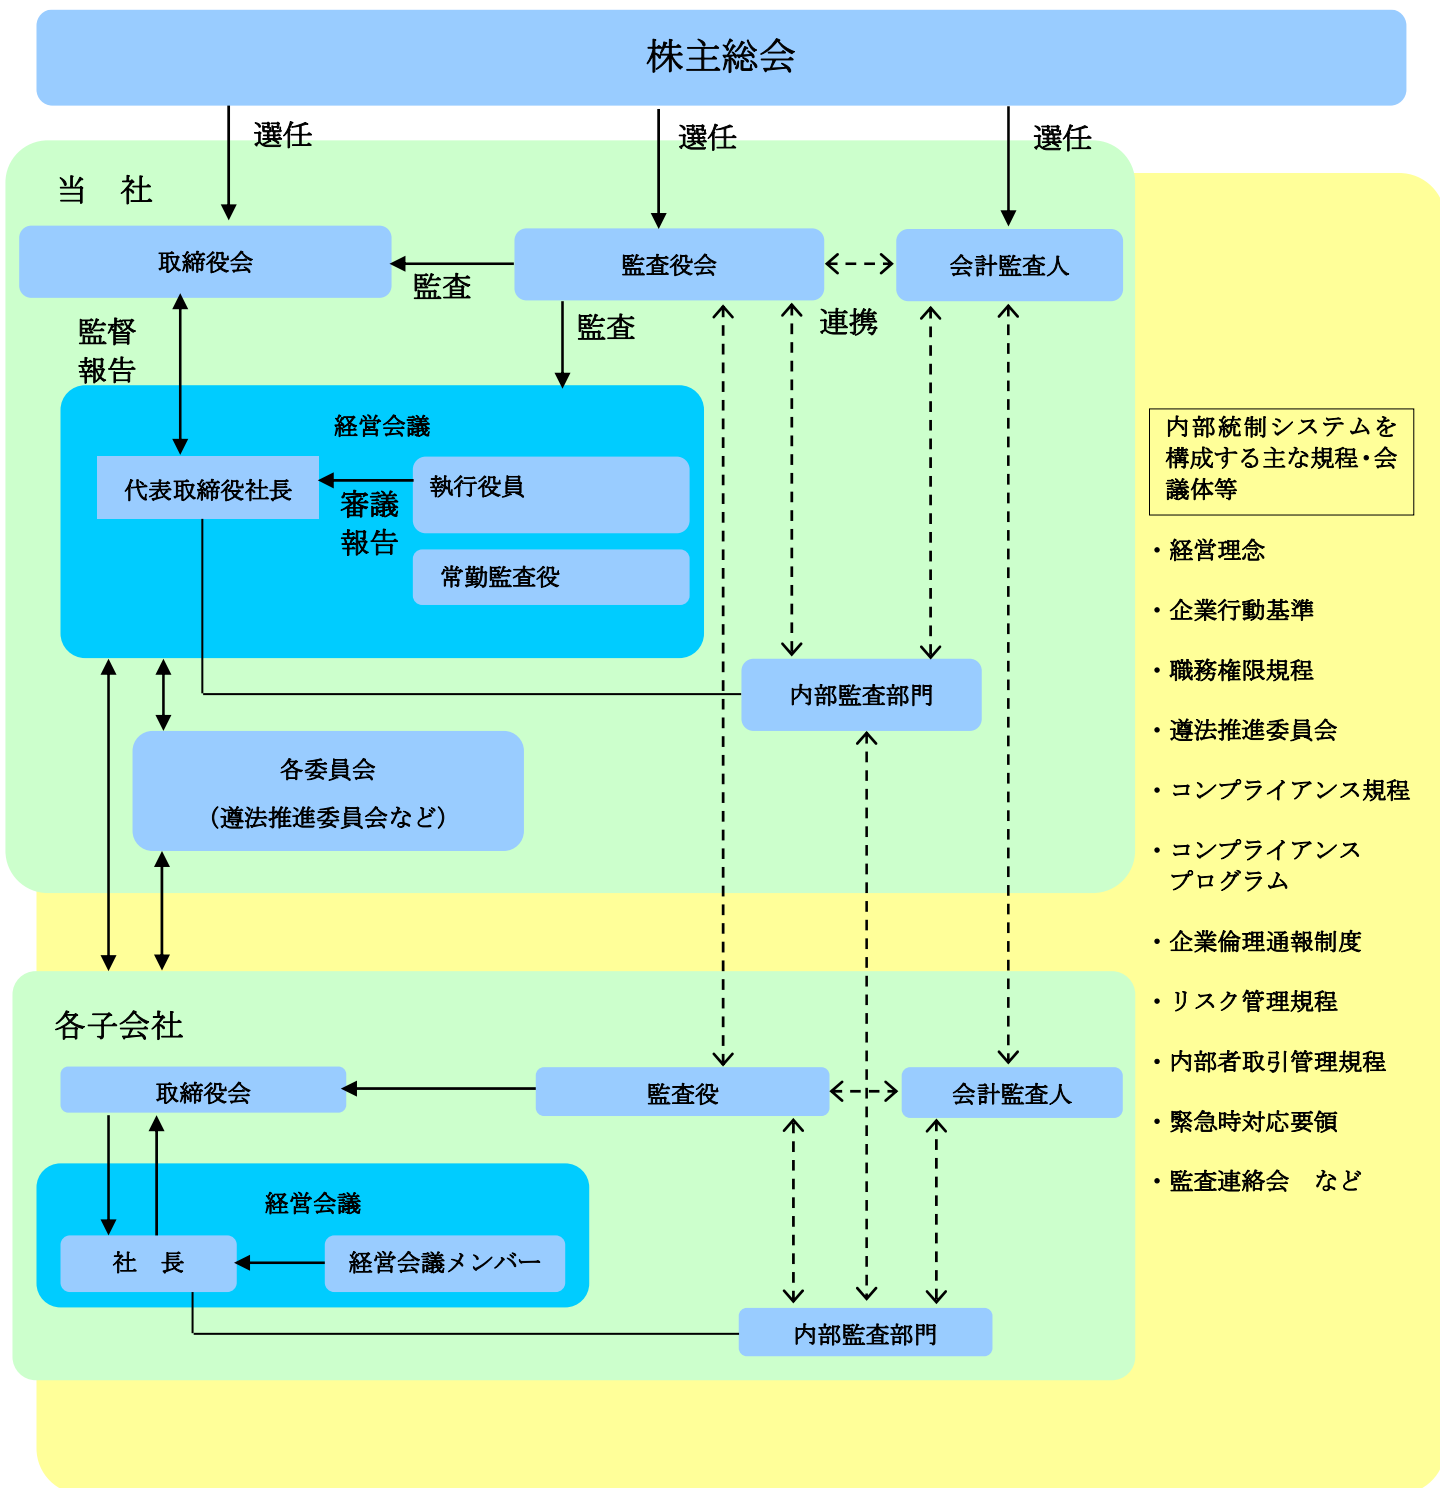 株主総会
選任
選任
選任
当　社
取締役会
監査役会
会計監査人
監査
連携
監督
報告
監査
経営会議
代表取締役社長
執行役員
審議
報告
常勤監査役
内部監査部門
各委員会
（遵法推進委員会など）
各子会社
取締役会
監査役
会計監査人
経営会議
社　長
経営会議メンバー
内部監査部門
内部統制システムを
構成する主な規程・会
議体等
・経営理念
・企業行動基準
・職務権限規程
・遵法推進委員会
・コンプライアンス規程
・コンプライアンス
プログラム
・企業倫理通報制度
・リスク管理規程
・内部者取引管理規程
・緊急時対応要領
・監査連絡会　など